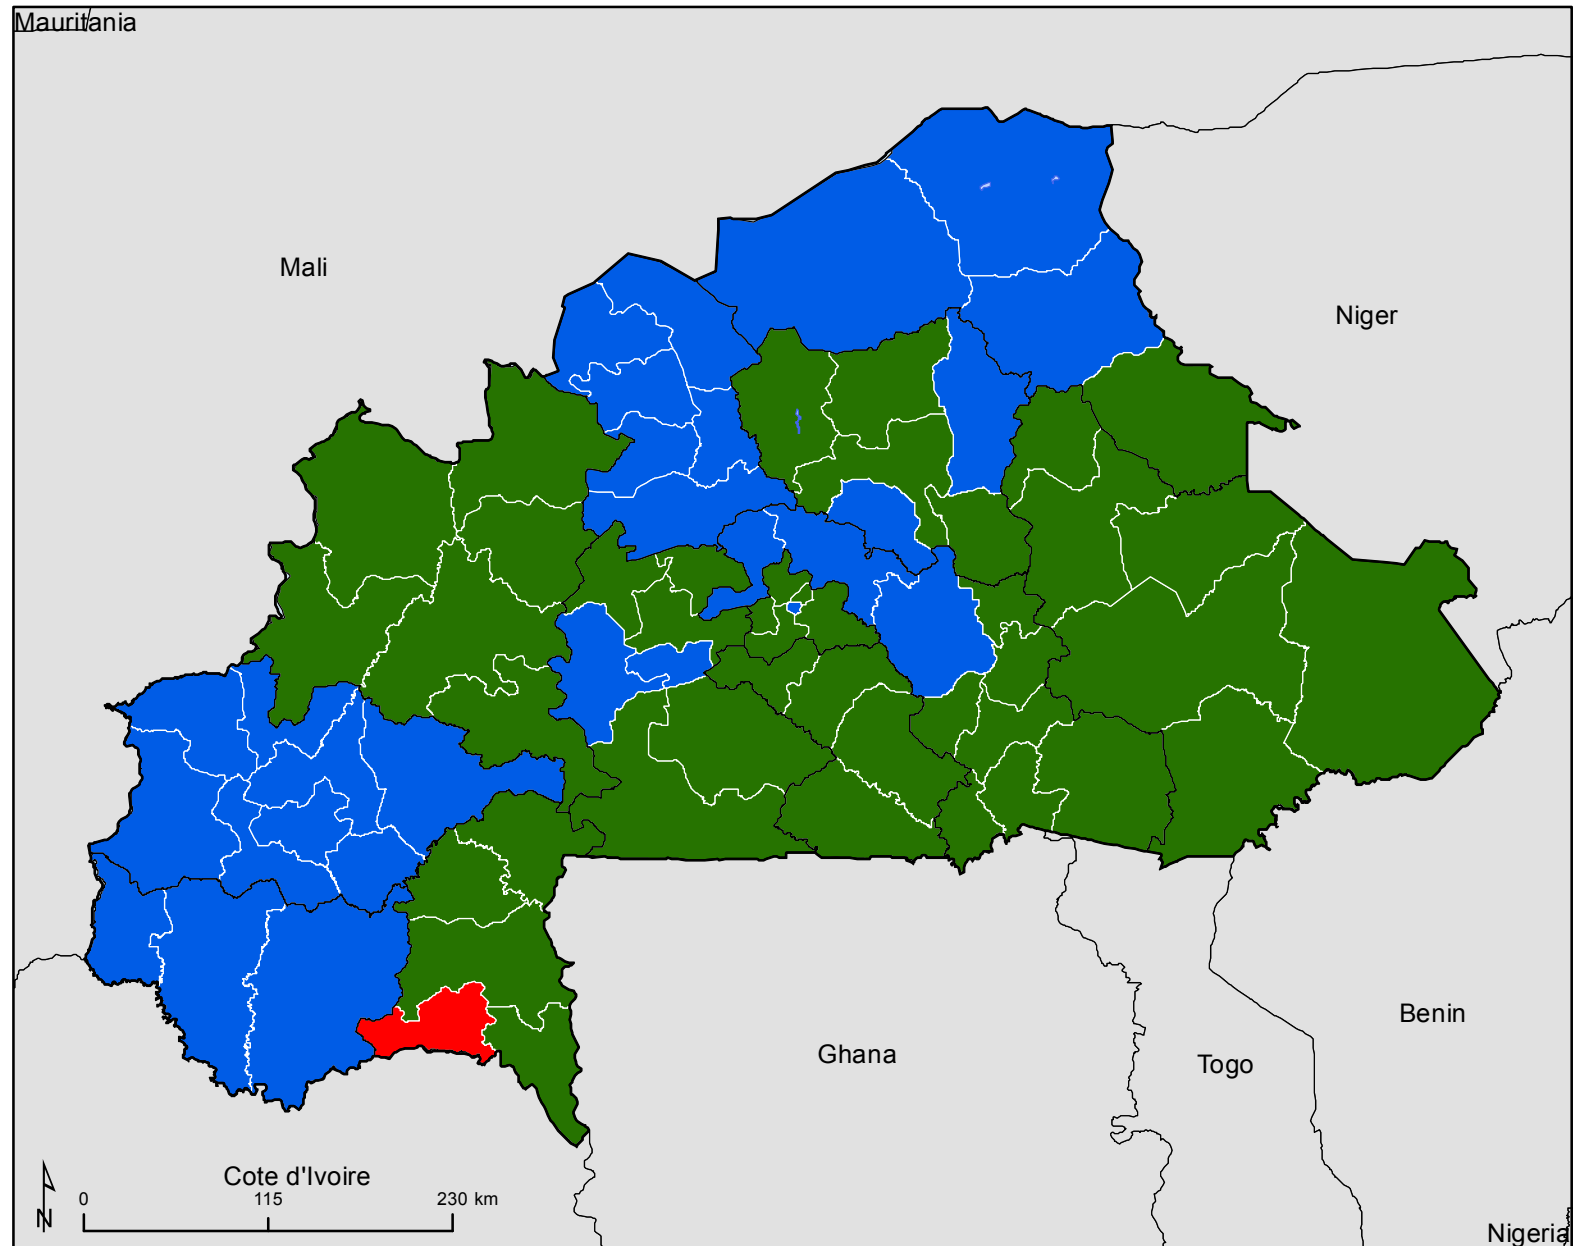 Mauritania
Mali
Niger
Benin
Ghana
Togo
Cote d'Ivoire
0 115 230 km
N
Nigeria